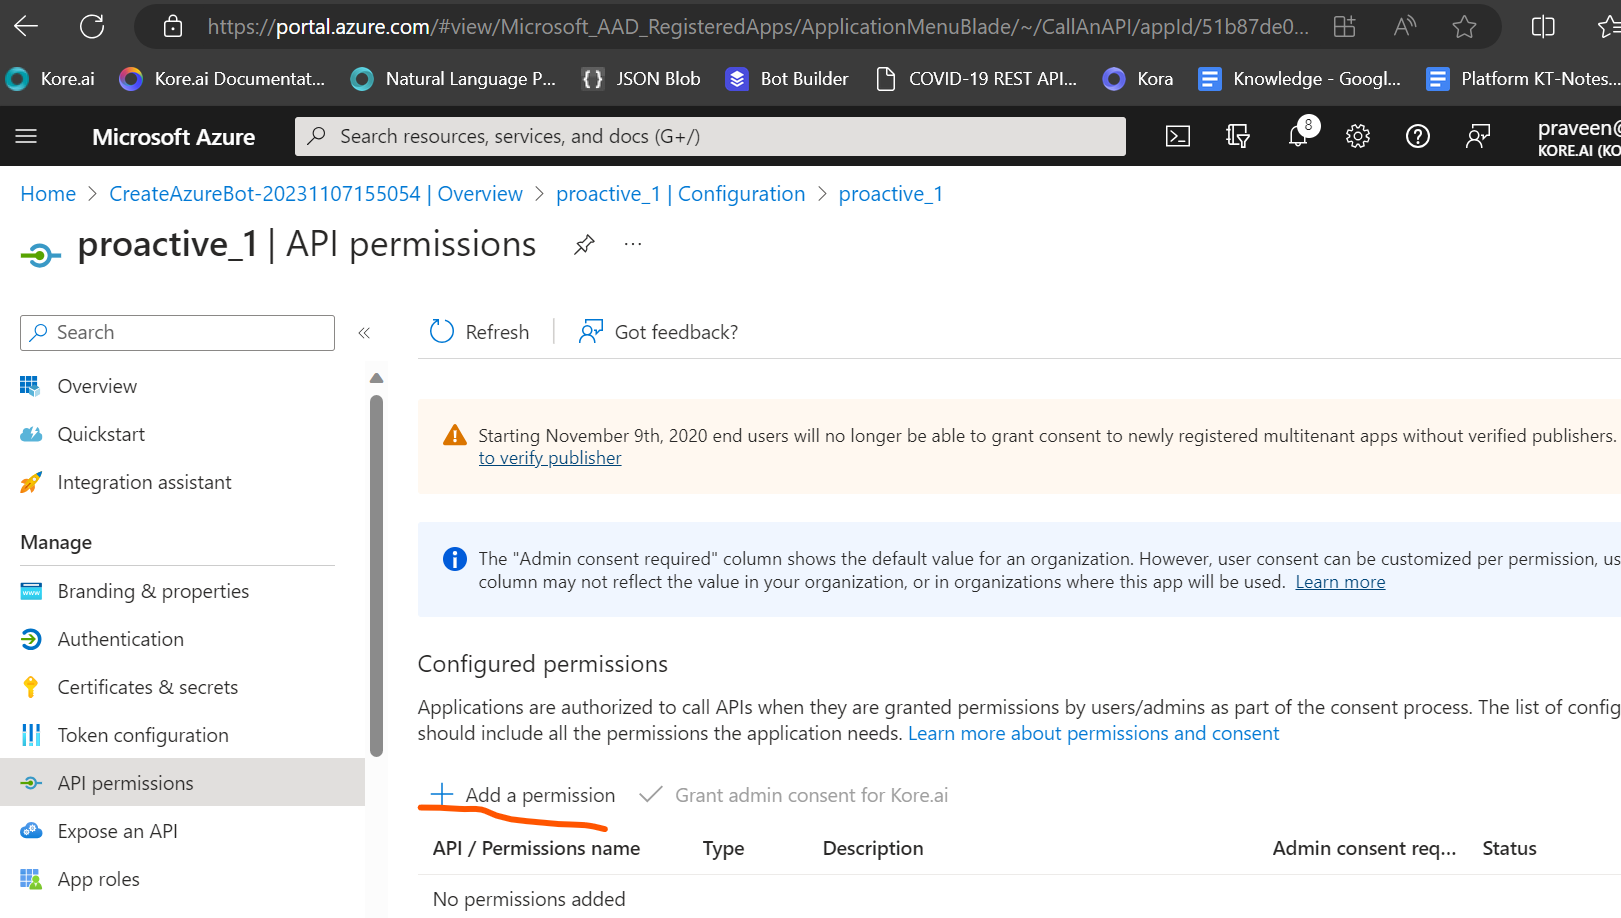 https://portal.azure.com/#view/Microsoft_AAD_RegisteredApps/ApplicationMenuBlade/~/CallAnAPI/appId/51b87de0...
Kore.ai
Kore.ai Documentat...
Natural Language P...
{} JSON Blob
Bot Builder
COVID-19 REST API...
Kora
Knowledge - Googl...
Platform KT-Notes...
Microsoft Azure
Search resources, services, and docs (G+/)
8
praveen@
KORE.AI (KO
Home > CreateAzureBot-20231107155054 | Overview > proactive_1 | Configuration > proactive_1
proactive_1 | API permissions
...
Search
«
Refresh
Got feedback?
Overview
Quickstart
Integration assistant
Manage
Branding & properties
Authentication
Certificates & secrets
Token configuration
API permissions
Expose an API
App roles
Starting November 9th, 2020 end users will no longer be able to grant consent to newly registered multitenant apps without verified publishers.
to verify publisher
The "Admin consent required" column shows the default value for an organization. However, user consent can be customized per permission, us
column may not reflect the value in your organization, or in organizations where this app will be used. Learn more
Configured permissions
Applications are authorized to call APIs when they are granted permissions by users/admins as part of the consent process. The list of config
should include all the permissions the application needs. Learn more about permissions and consent
Add a permission
Grant admin consent for Kore.ai
API / Permissions name
Type
Description
Admin consent req...
Status
No permissions added